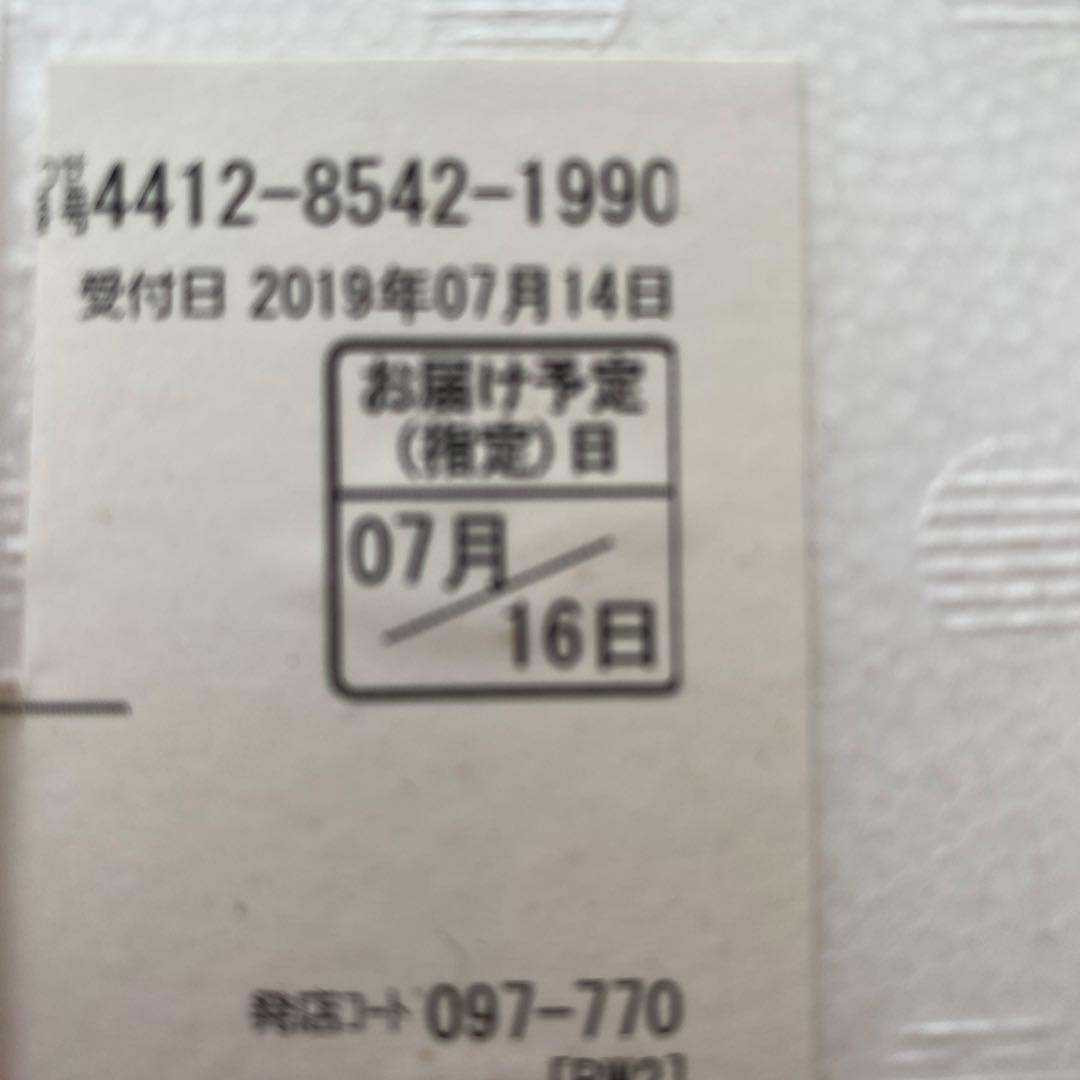 4412-8542-1990
受付日 2019年07月14日
お届け予定
(指定)日
07月
16日
発店コード 097-770